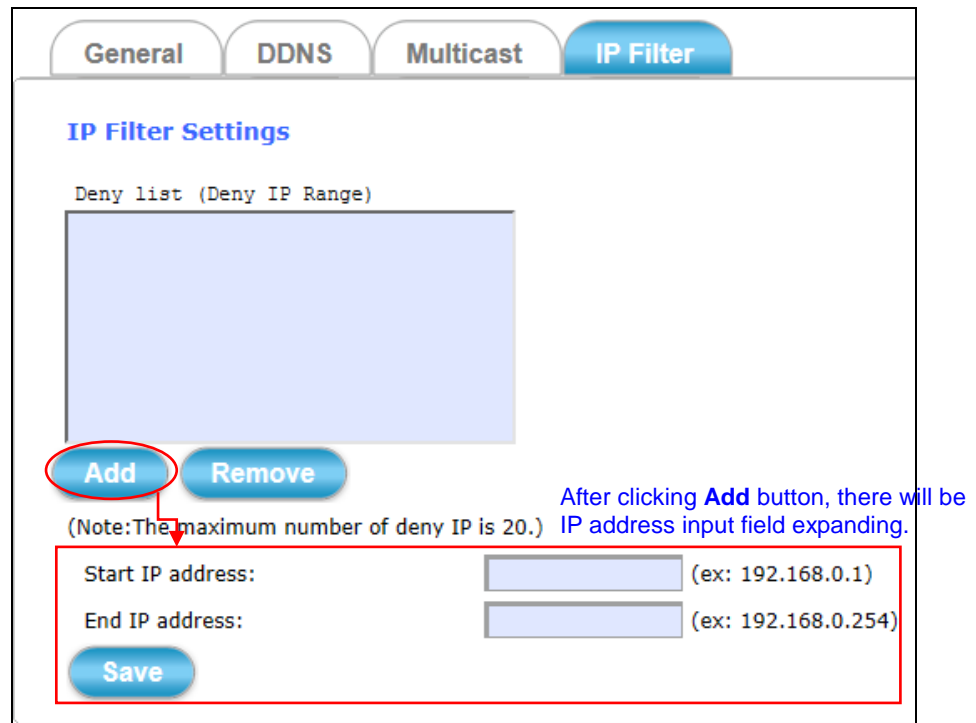 General DDNS Multicast IP Filter
IP Filter Settings
Deny list (Deny IP Range)
Add Remove
After clicking Add button, there will be
IP address input field expanding.
(Note:The maximum number of deny IP is 20.)
Start IP address: (ex: 192.168.0.1)
End IP address: (ex: 192.168.0.254)
Save